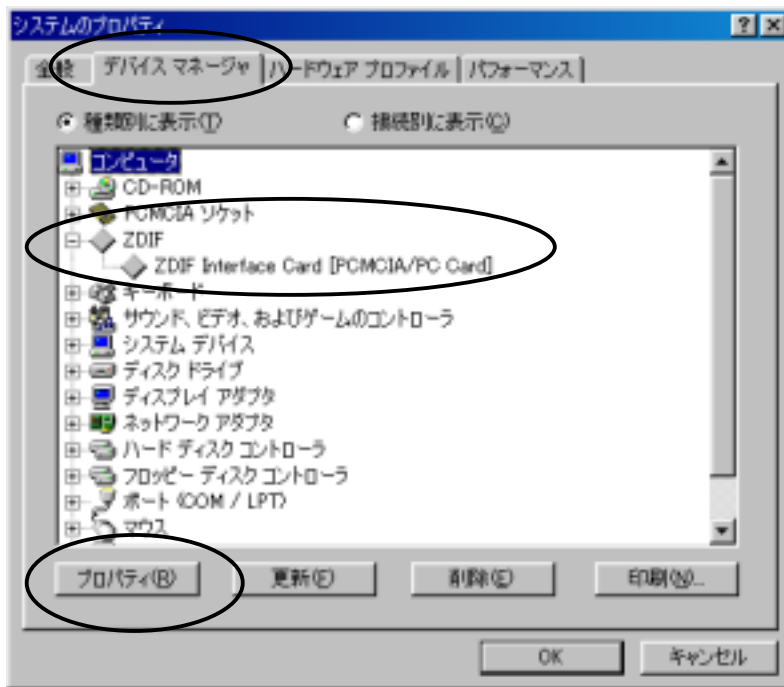 システムのプロパティ
全般 デバイス マネージャ ハードウェア プロファイル パフォーマンス
種類別に表示(T) 接続別に表示(C)
コンピュータ
CD-ROM
PCMCIA ソケット
ZDIF
ZDIF Interface Card [PCMCIA/PC Card]
キーボード
サウンド、ビデオ、およびゲームのコントローラ
システム デバイス
ディスク ドライブ
ディスプレイ アダプタ
ネットワーク アダプタ
ハード ディスク コントローラ
フロッピー ディスク コントローラ
ポート (COM / LPT)
マウス
プロパティ(R) 更新(F) 削除(E) 印刷(N)...
OK キャンセル